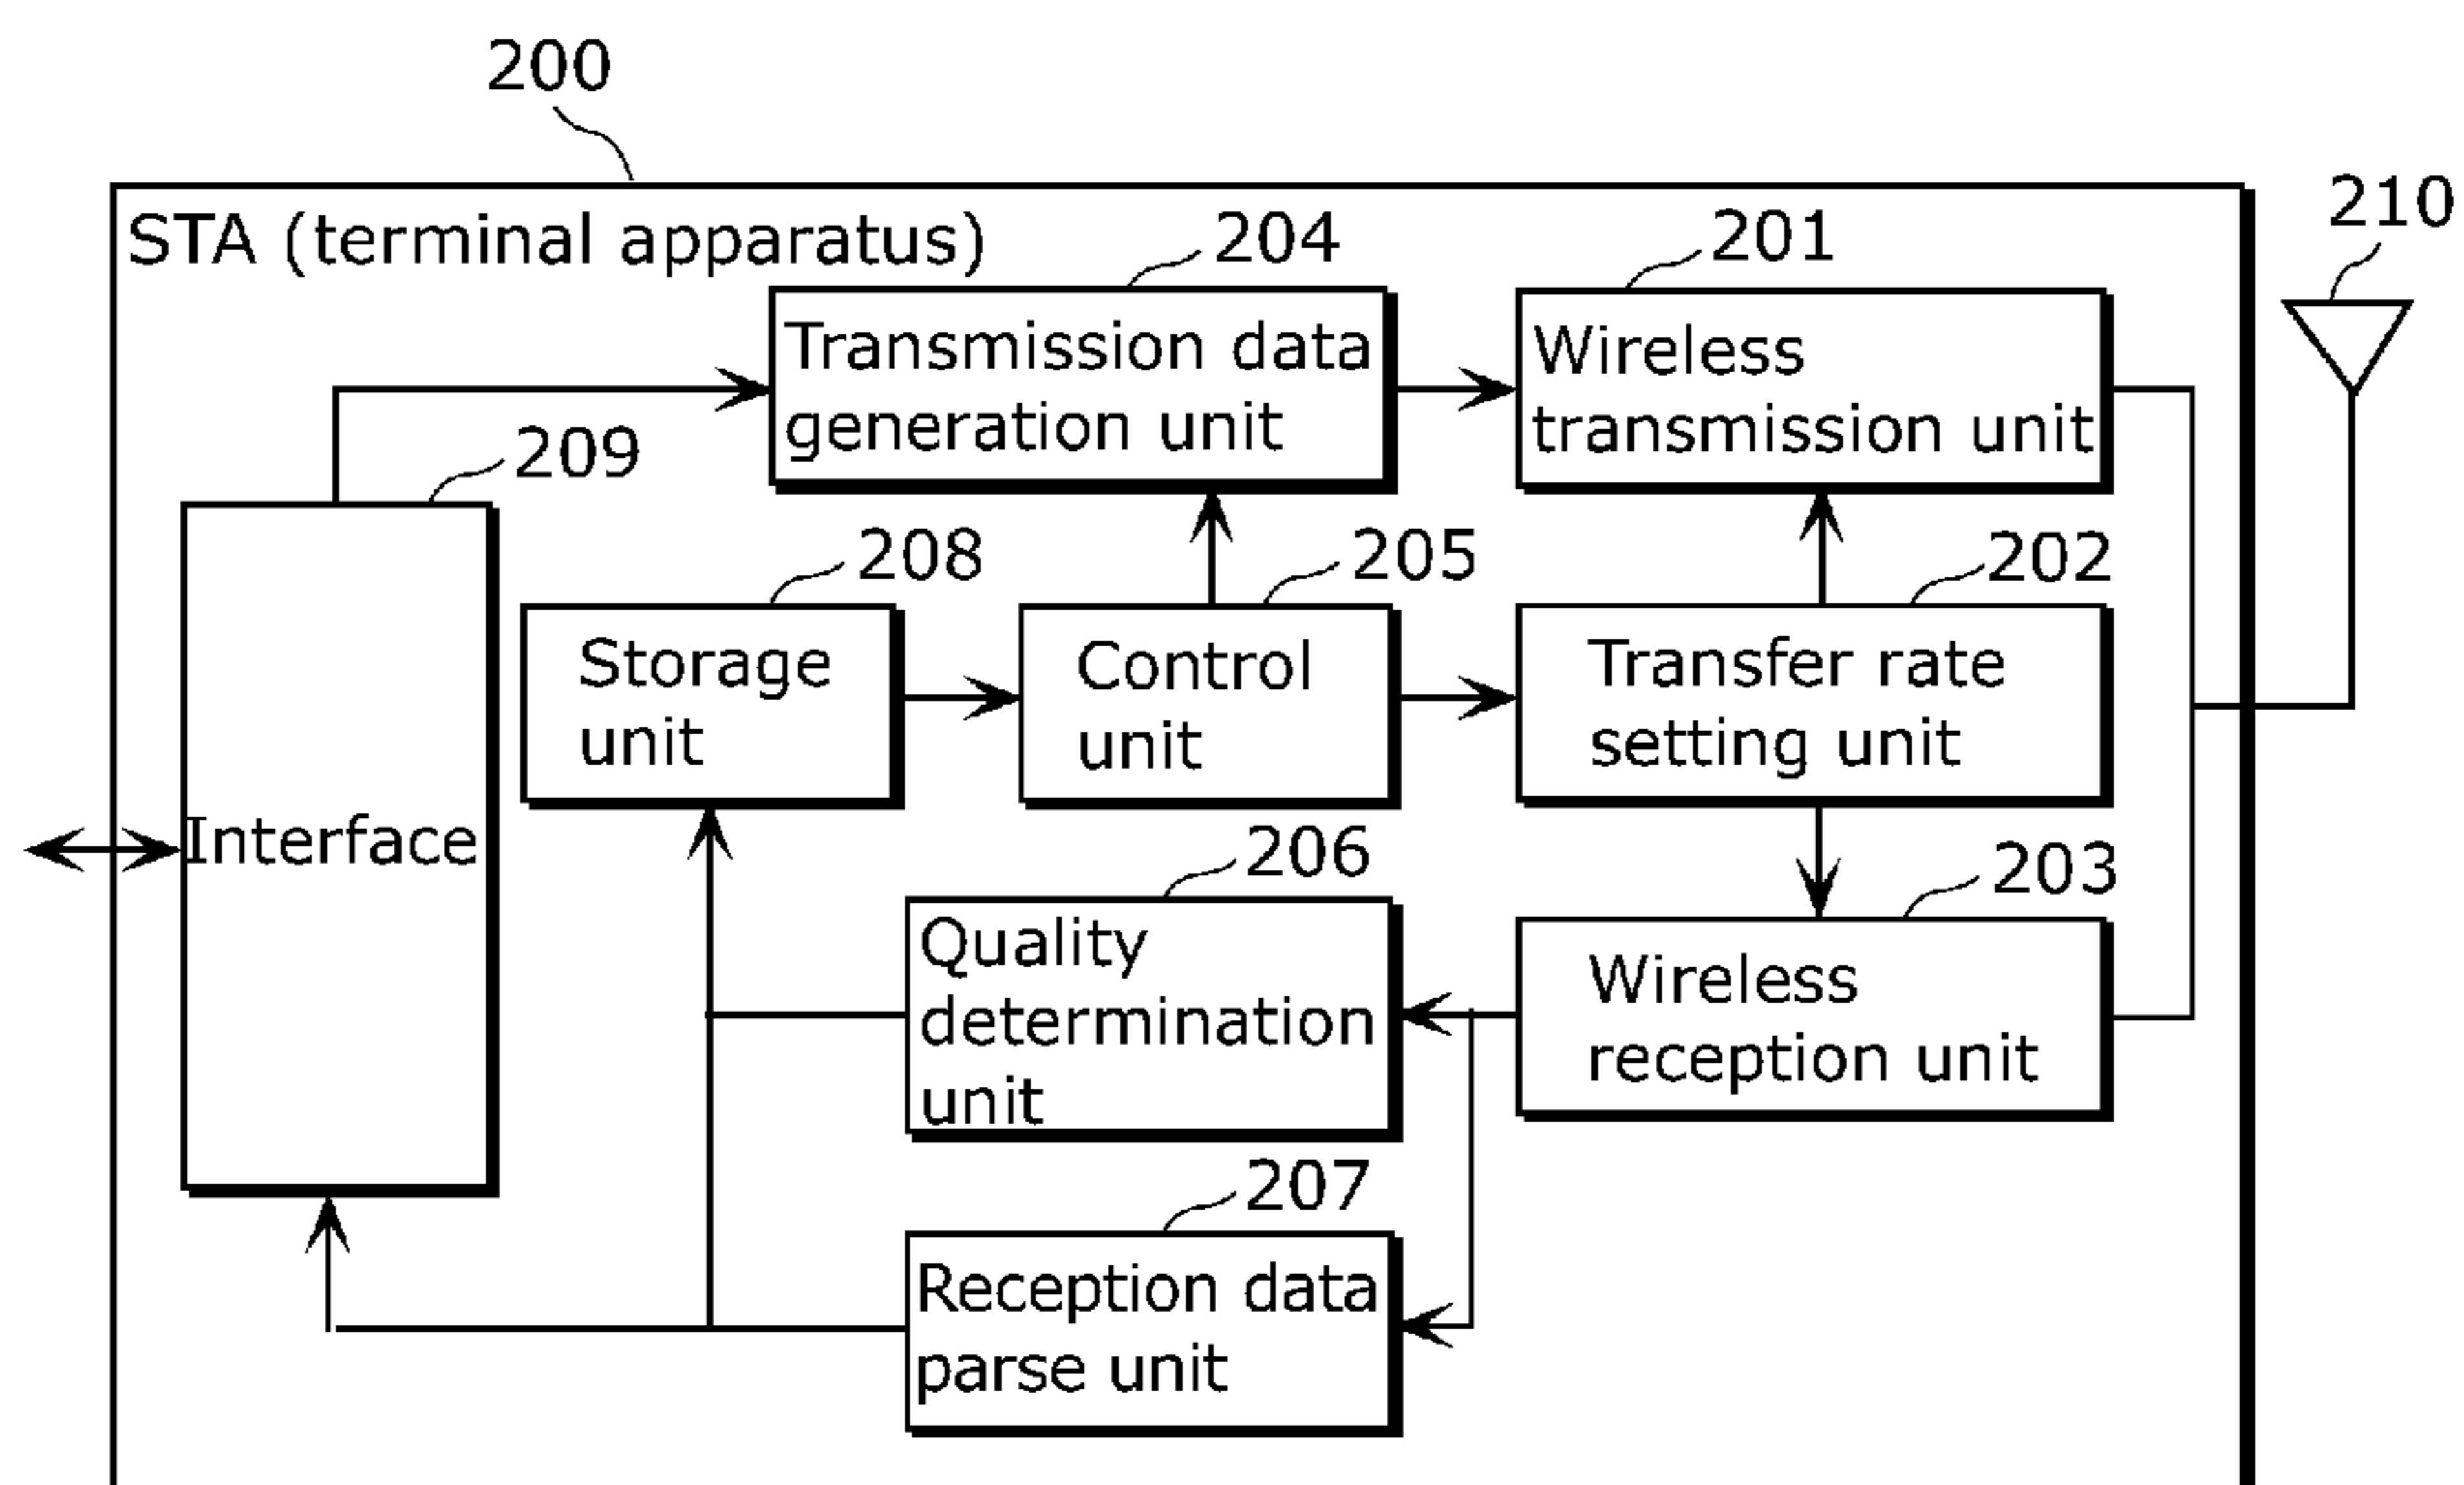 200
210
STA (terminal apparatus)
204
201
Transmission data
generation unit
Wireless
transmission unit
209
208
205
202
Storage
unit
Control
unit
Transfer rate
setting unit
Interface
206
203
Quality
determination
unit
Wireless
reception unit
207
Reception data
parse unit